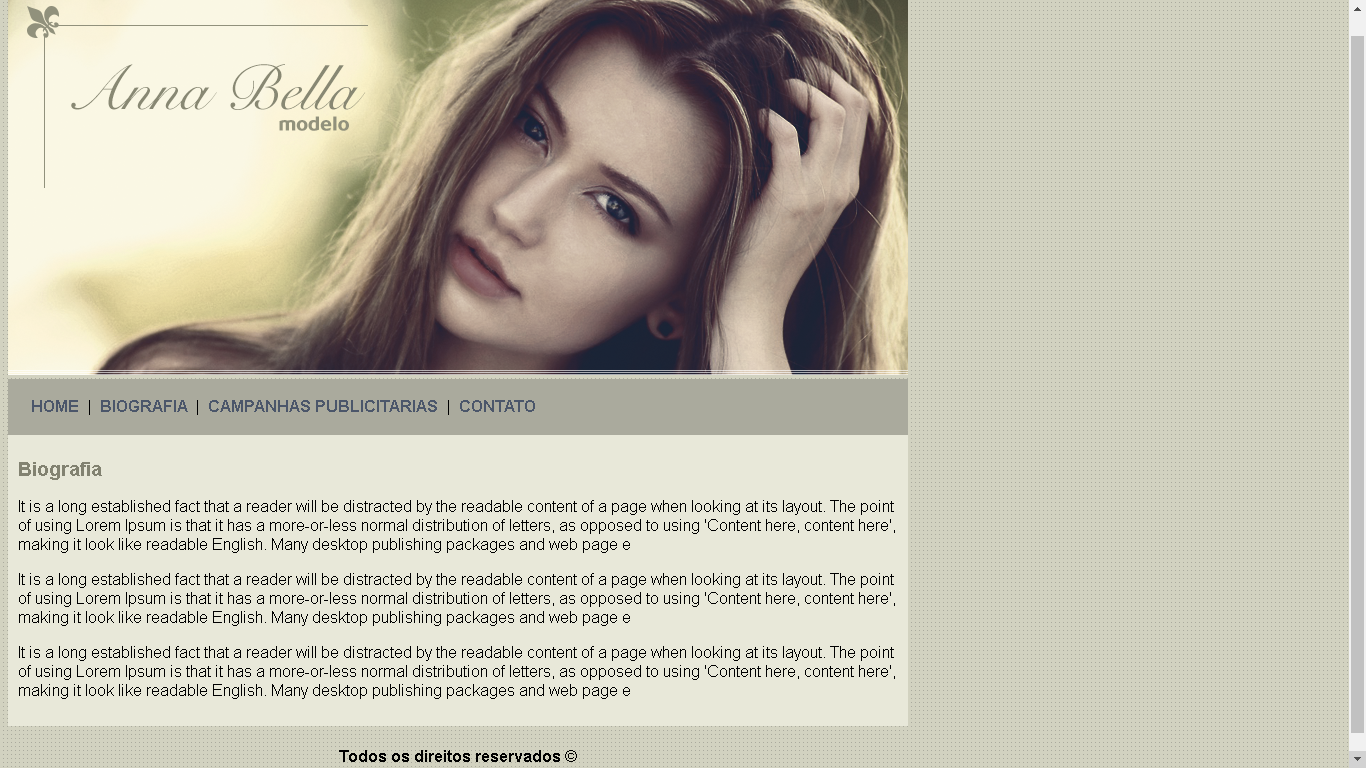 Anna Bella
modelo
HOME | BIOGRAFIA | CAMPANHAS PUBLICITARIAS | CONTATO
Biografia
It is a long established fact that a reader will be distracted by the readable content of a page when looking at its layout. The point
of using Lorem Ipsum is that it has a more-or-less normal distribution of letters, as opposed to using 'Content here, content here',
making it look like readable English. Many desktop publishing packages and web page e
It is a long established fact that a reader will be distracted by the readable content of a page when looking at its layout. The point
of using Lorem Ipsum is that it has a more-or-less normal distribution of letters, as opposed to using 'Content here, content here',
making it look like readable English. Many desktop publishing packages and web page e
It is a long established fact that a reader will be distracted by the readable content of a page when looking at its layout. The point
of using Lorem Ipsum is that it has a more-or-less normal distribution of letters, as opposed to using 'Content here, content here',
making it look like readable English. Many desktop publishing packages and web page e
Todos os direitos reservados ©